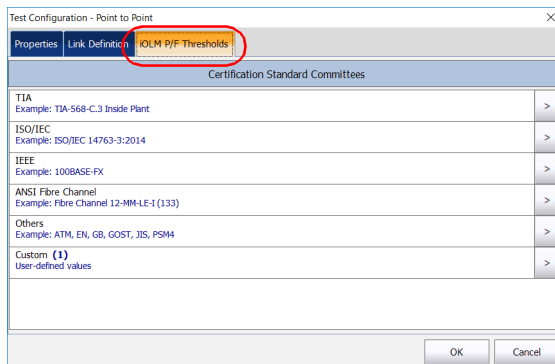 Test Configuration - Point to Point
Properties
Link Definition
iOLM P/F Thresholds
Certification Standard Committees
TIA
Example: TIA-568-C.3 Inside Plant
ISO/IEC
Example: ISO/IEC 14763-3:2014
IEEE
Example: 100BASE-FX
ANSI Fibre Channel
Example: Fibre Channel 12-MM-LE-I (133)
Others
Example: ATM, EN, GB, GOST, JIS, PSM4
Custom (1)
User-defined values
OK
Cancel